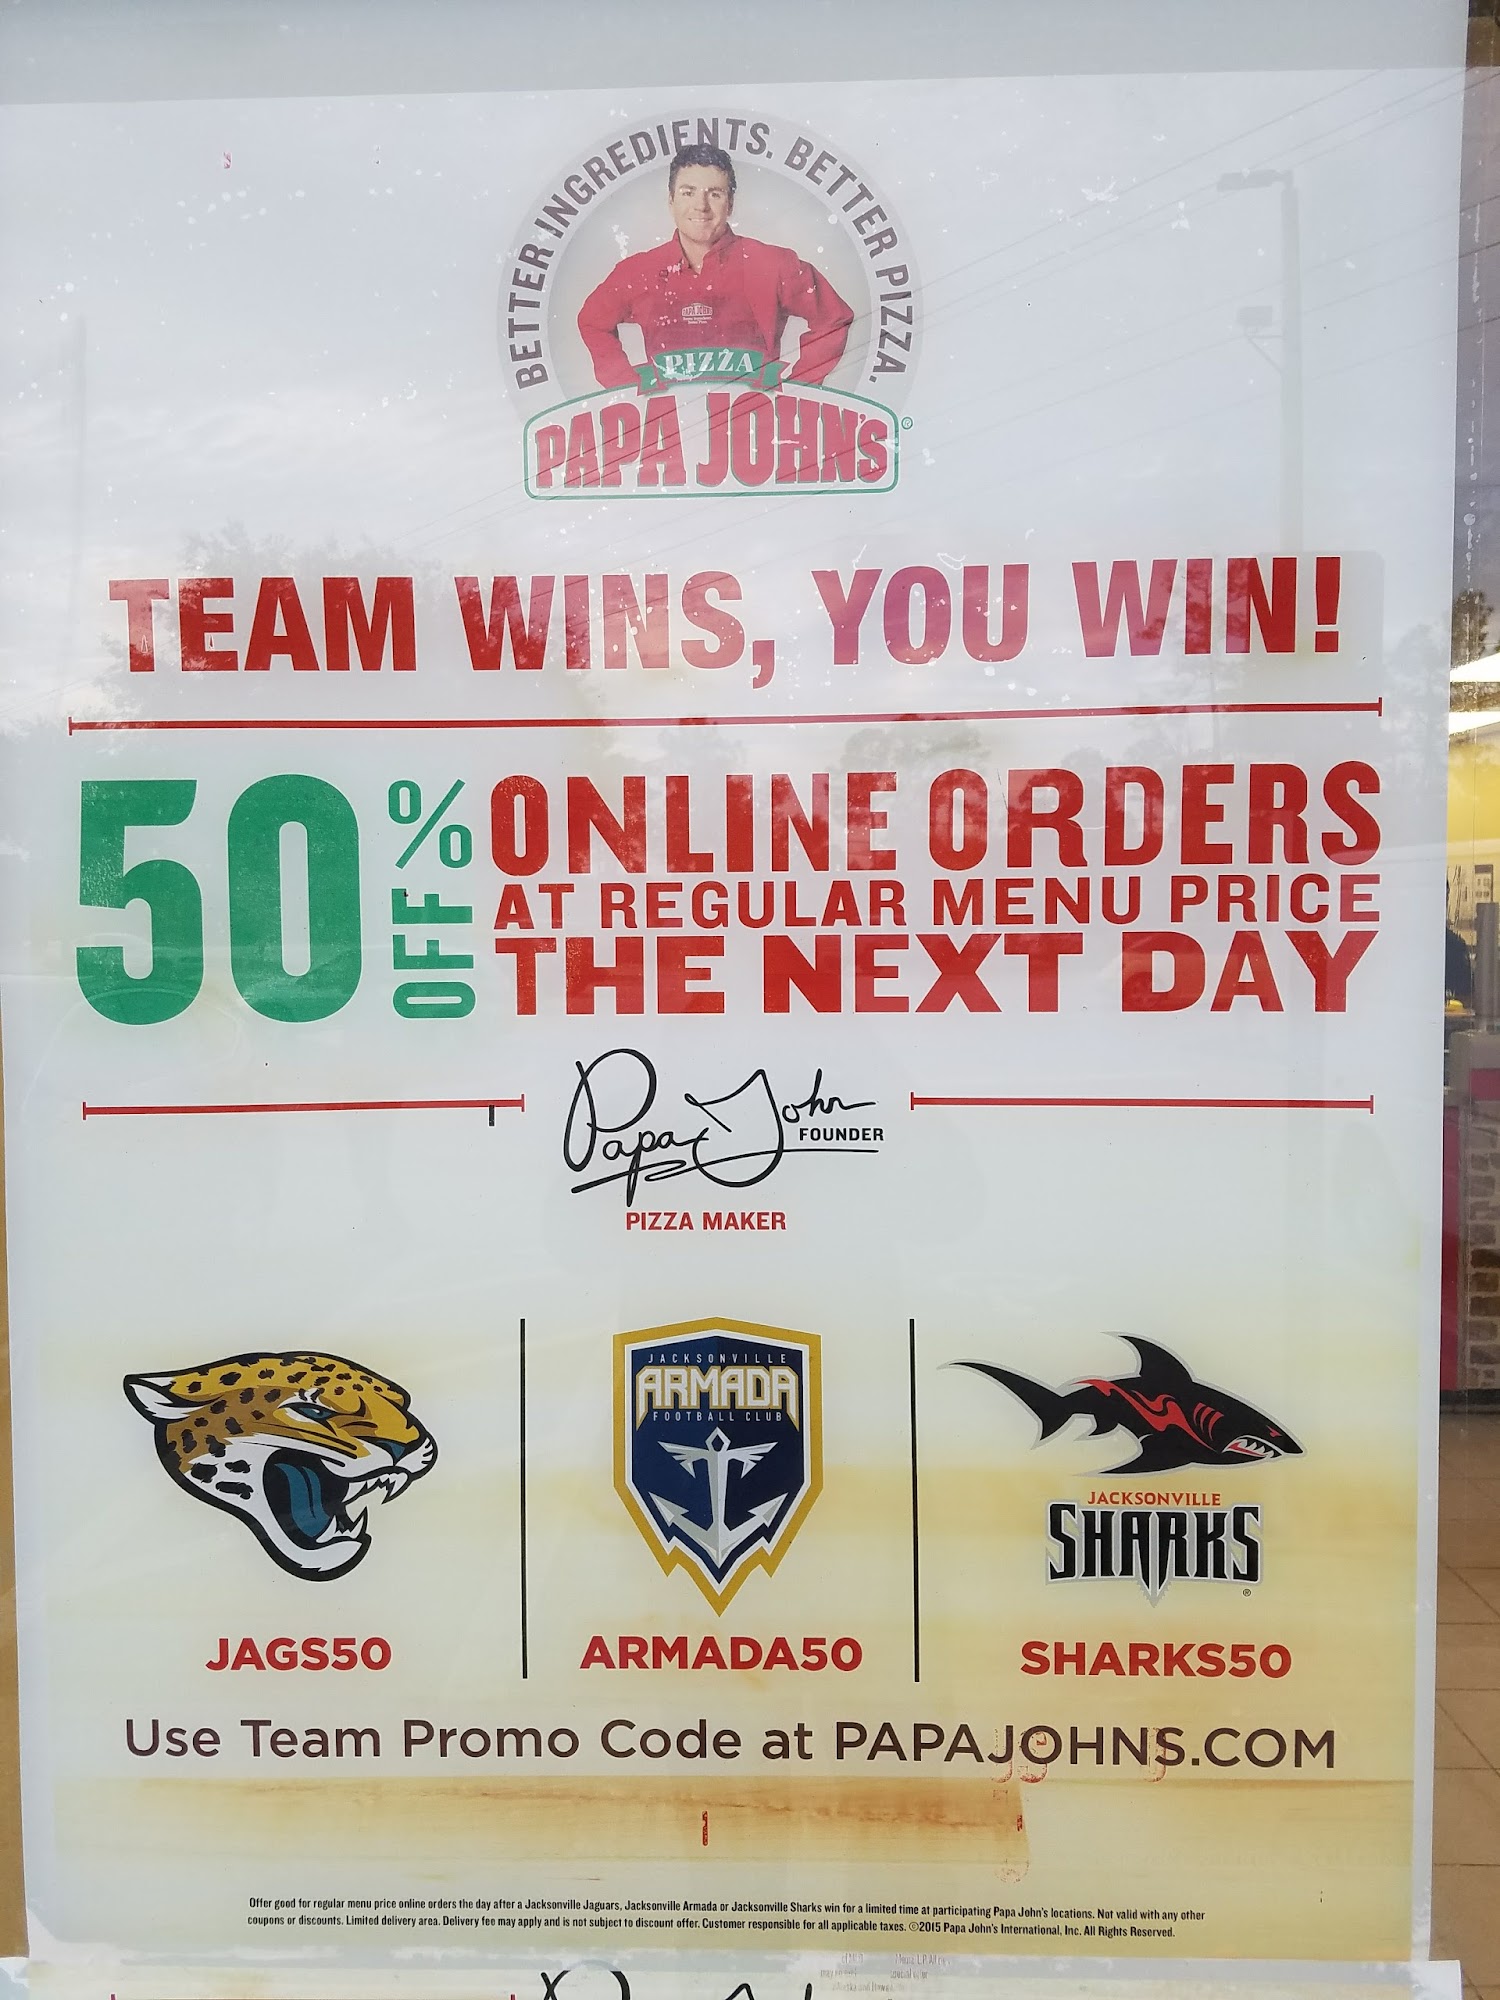 BETTER INGREDIENTS. BETTER PIZZA.
PIZZA
PAPA JOHN'S®
TEAM WINS, YOU WIN!
50% OFF
ONLINE ORDERS
AT REGULAR MENU PRICE
THE NEXT DAY
Papa John
FOUNDER
PIZZA MAKER
JACKSONVILLE
ARMADA
FOOTBALL CLUB
JACKSONVILLE
SHARKS®
JAGS50
ARMADA50
SHARKS50
Use Team Promo Code at PAPAJOHNS.COM
Offer good for regular menu price online orders the day after a Jacksonville Jaguars, Jacksonville Armada or Jacksonville Sharks win for a limited time at participating Papa John's locations. Not valid with any other
coupons or discounts. Limited delivery area. Delivery fee may apply and is not subject to discount offer. Customer responsible for all applicable taxes. ©2015 Papa John's International, Inc. All Rights Reserved.